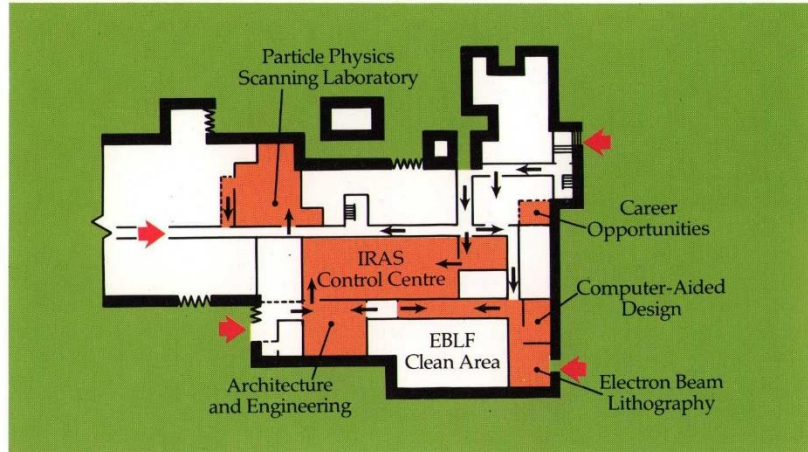 Particle Physics
Scanning Laboratory
Career
Opportunities
IRAS
Control Centre
Computer-Aided
Design
EBLF
Clean Area
Architecture
and Engineering
Electron Beam
Lithography